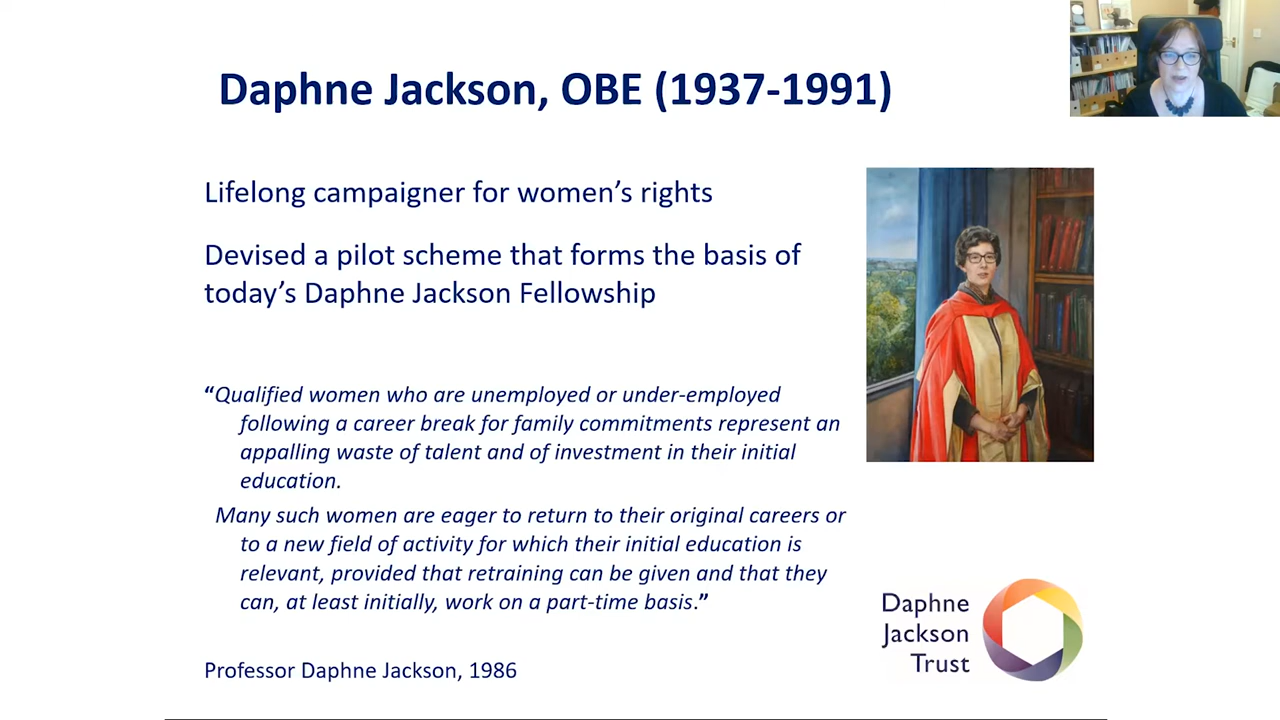 Daphne Jackson, OBE (1937-1991)
Lifelong campaigner for women’s rights
Devised a pilot scheme that forms the basis of
today’s Daphne Jackson Fellowship
“Qualified women who are unemployed or under-employed
following a career break for family commitments represent an
appalling waste of talent and of investment in their initial
education.
Many such women are eager to return to their original careers or
to a new field of activity for which their initial education is
relevant, provided that retraining can be given and that they
can, at least initially, work on a part-time basis.”
Professor Daphne Jackson, 1986
Daphne
Jackson
Trust